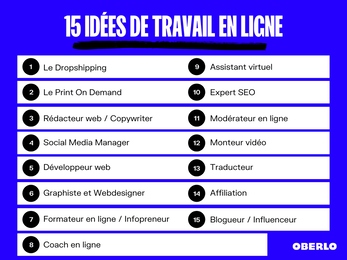 15 IDÉES DE TRAVAIL EN LIGNE
1 Le Dropshipping
2 Le Print On Demand
3 Rédacteur web / Copywriter
4 Social Media Manager
5 Développeur web
6 Graphiste et Webdesigner
7 Formateur en ligne / Infopreneur
8 Coach en ligne
9 Assistant virtuel
10 Expert SEO
11 Modérateur en ligne
12 Monteur vidéo
13 Traducteur
14 Affiliation
15 Blogueur / Influenceur
OBERLO